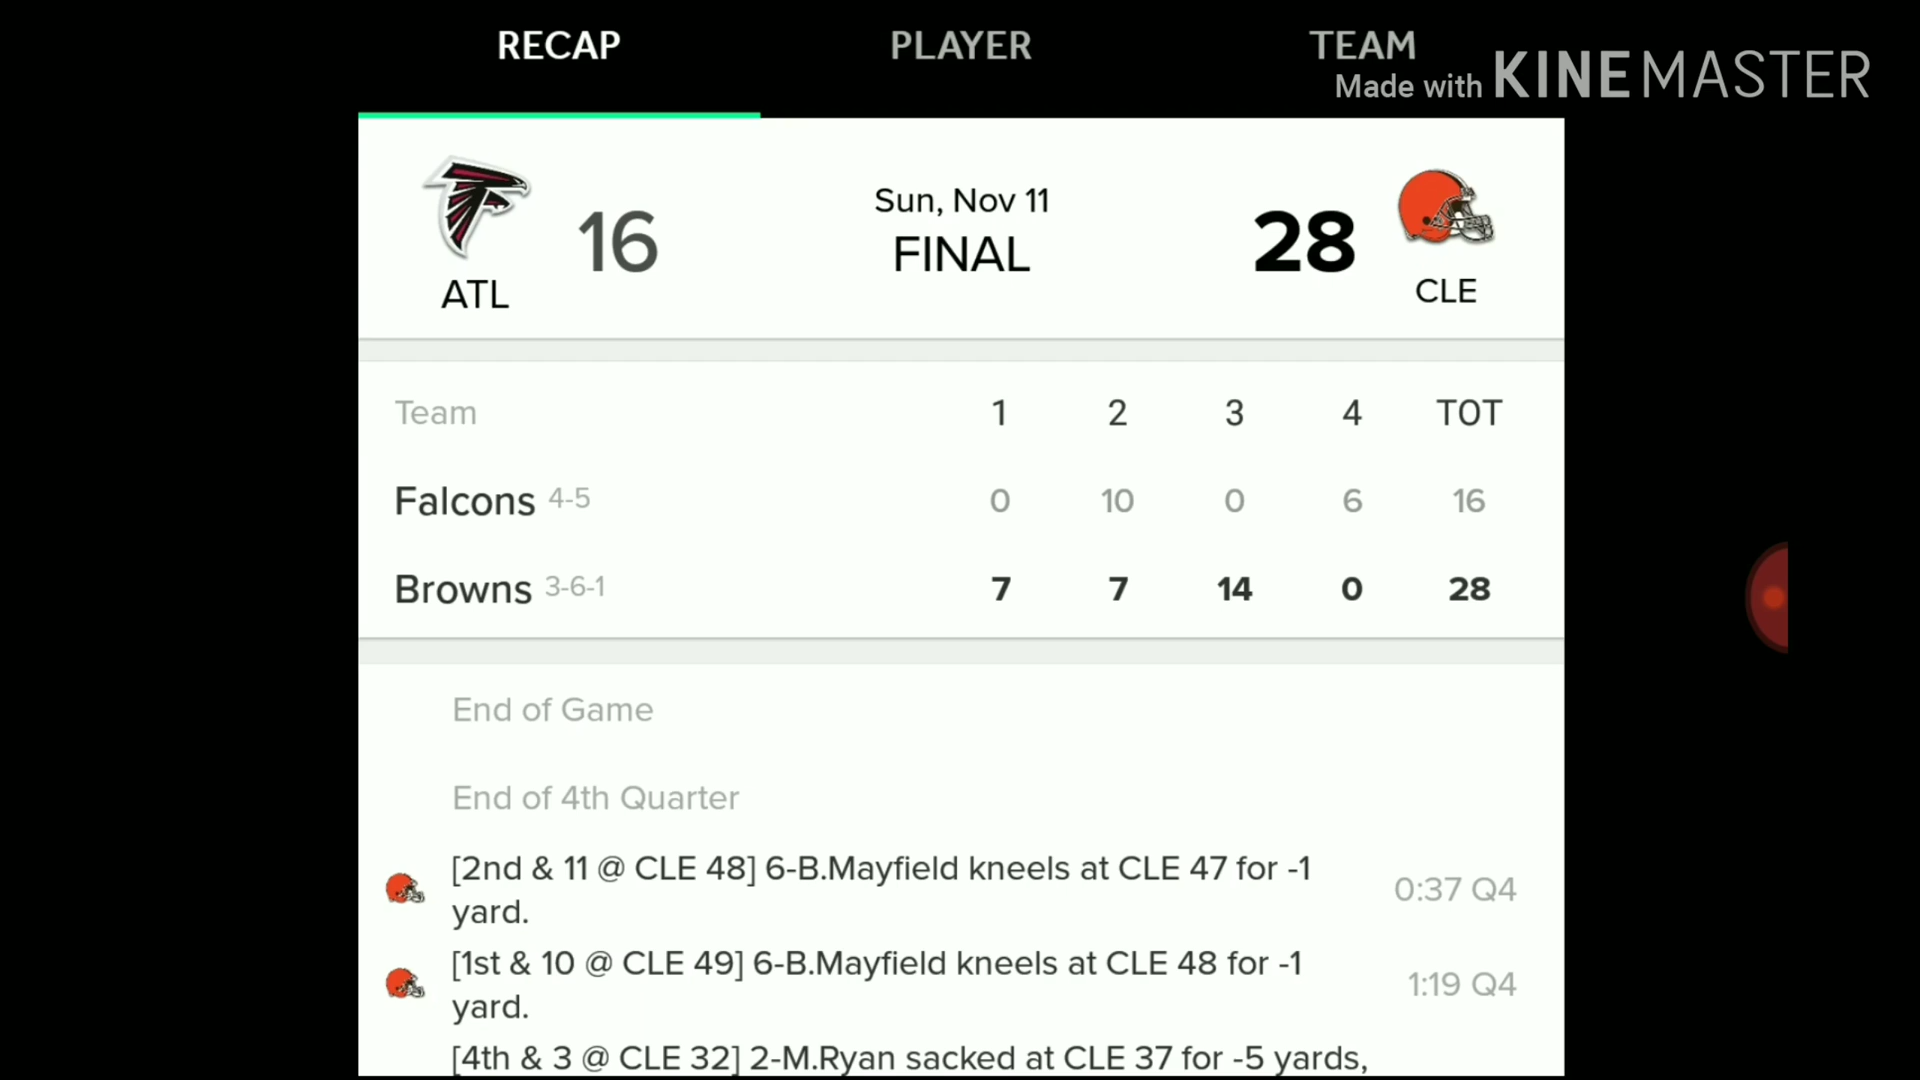 RECAP PLAYER TEAM
Made with KINEMASTER
16 Sun, Nov 11 28
FINAL
ATL CLE
Team 1 2 3 4 TOT
Falcons 4-5 0 10 0 6 16
Browns 3-6-1 7 7 14 0 28
End of Game
End of 4th Quarter
[2nd & 11 @ CLE 48] 6-B.Mayfield kneels at CLE 47 for -1
yard.
0:37 Q4
[1st & 10 @ CLE 49] 6-B.Mayfield kneels at CLE 48 for -1
yard.
1:19 Q4
[4th & 3 @ CLE 32] 2-M.Ryan sacked at CLE 37 for -5 yards,